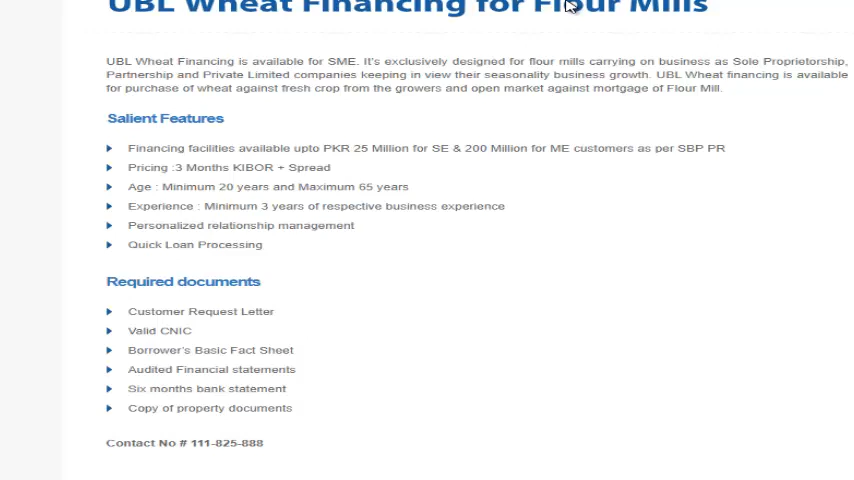 UBL Wheat Financing for Flour Mills
UBL Wheat Financing is available for SME. It's exclusively designed for flour mills carrying on business as Sole Proprietorship,
Partnership and Private Limited companies keeping in view their seasonality business growth. UBL Wheat financing is available
for purchase of wheat against fresh crop from the growers and open market against mortgage of Flour Mill.
Salient Features
Financing facilities available upto PKR 25 Million for SE & 200 Million for ME customers as per SBP PR
Pricing :3 Months KIBOR + Spread
Age : Minimum 20 years and Maximum 65 years
Experience : Minimum 3 years of respective business experience
Personalized relationship management
Quick Loan Processing
Required documents
Customer Request Letter
Valid CNIC
Borrower's Basic Fact Sheet
Audited Financial statements
Six months bank statement
Copy of property documents
Contact No # 111-825-888